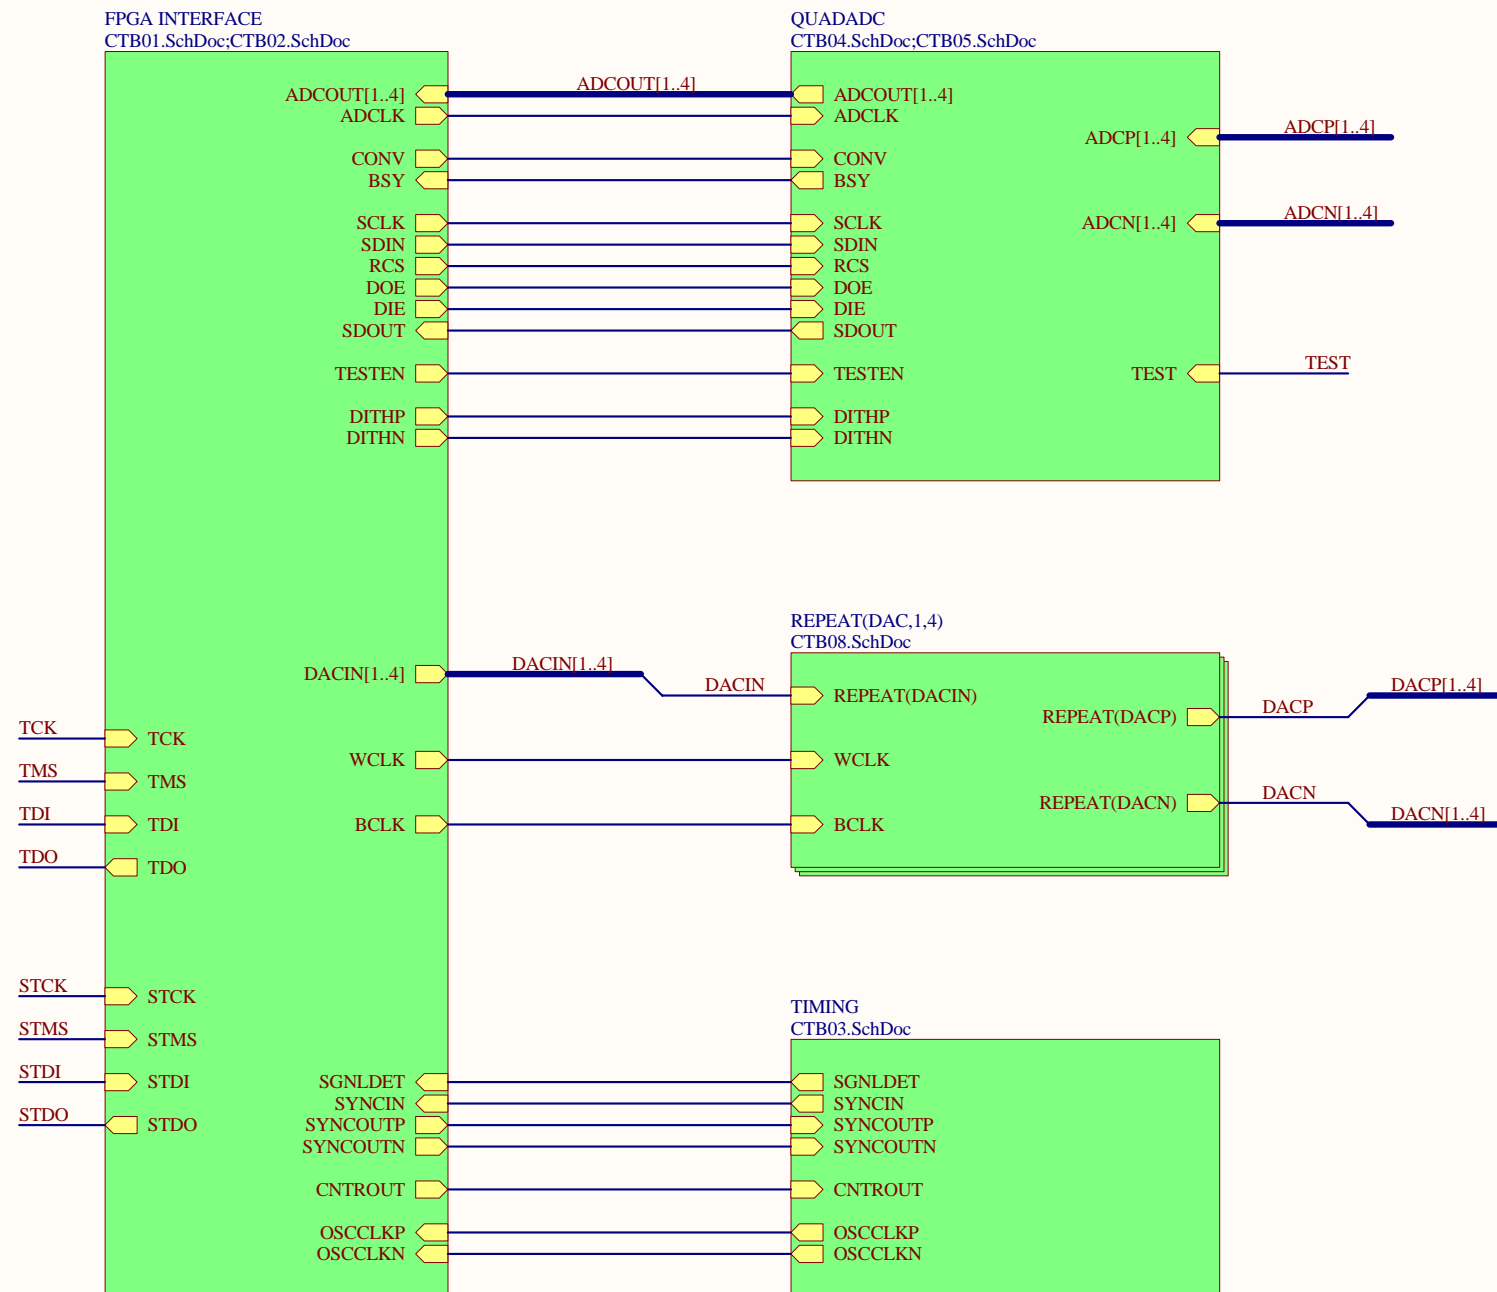 FPGA INTERFACE
CTB01.SchDoc;CTB02.SchDoc
ADCOUT[1..4]
ADCLK
CONV
BSY
SCLK
SDIN
RCS
DOE
DIE
SDOUT
TESTEN
DITHP
DITHN
DACIN[1..4]
WCLK
BCLK
TCK
TCK
TMS
TMS
TDI
TDI
TDO
TDO
STCK
STCK
STMS
STMS
STDI
STDI
STDO
STDO
SGNLDET
SYNCIN
SYNCOUTP
SYNCOUTN
CNTROUT
OSCCLKP
OSCCLKN
ADCOUT[1..4]
DACIN[1..4]
DACIN
QUADADC
CTB04.SchDoc;CTB05.SchDoc
ADCOUT[1..4]
ADCLK
CONV
BSY
SCLK
SDIN
RCS
DOE
DIE
SDOUT
TESTEN
DITHP
DITHN
ADCP[1..4]
ADCP[1..4]
ADCN[1..4]
ADCN[1..4]
TEST
TEST
REPEAT(DAC,1,4)
CTB08.SchDoc
REPEAT(DACIN)
WCLK
BCLK
REPEAT(DACP)
DACP
DACP[1..4]
REPEAT(DACN)
DACN
DACN[1..4]
TIMING
CTB03.SchDoc
SGNLDET
SYNCIN
SYNCOUTP
SYNCOUTN
CNTROUT
OSCCLKP
OSCCLKN